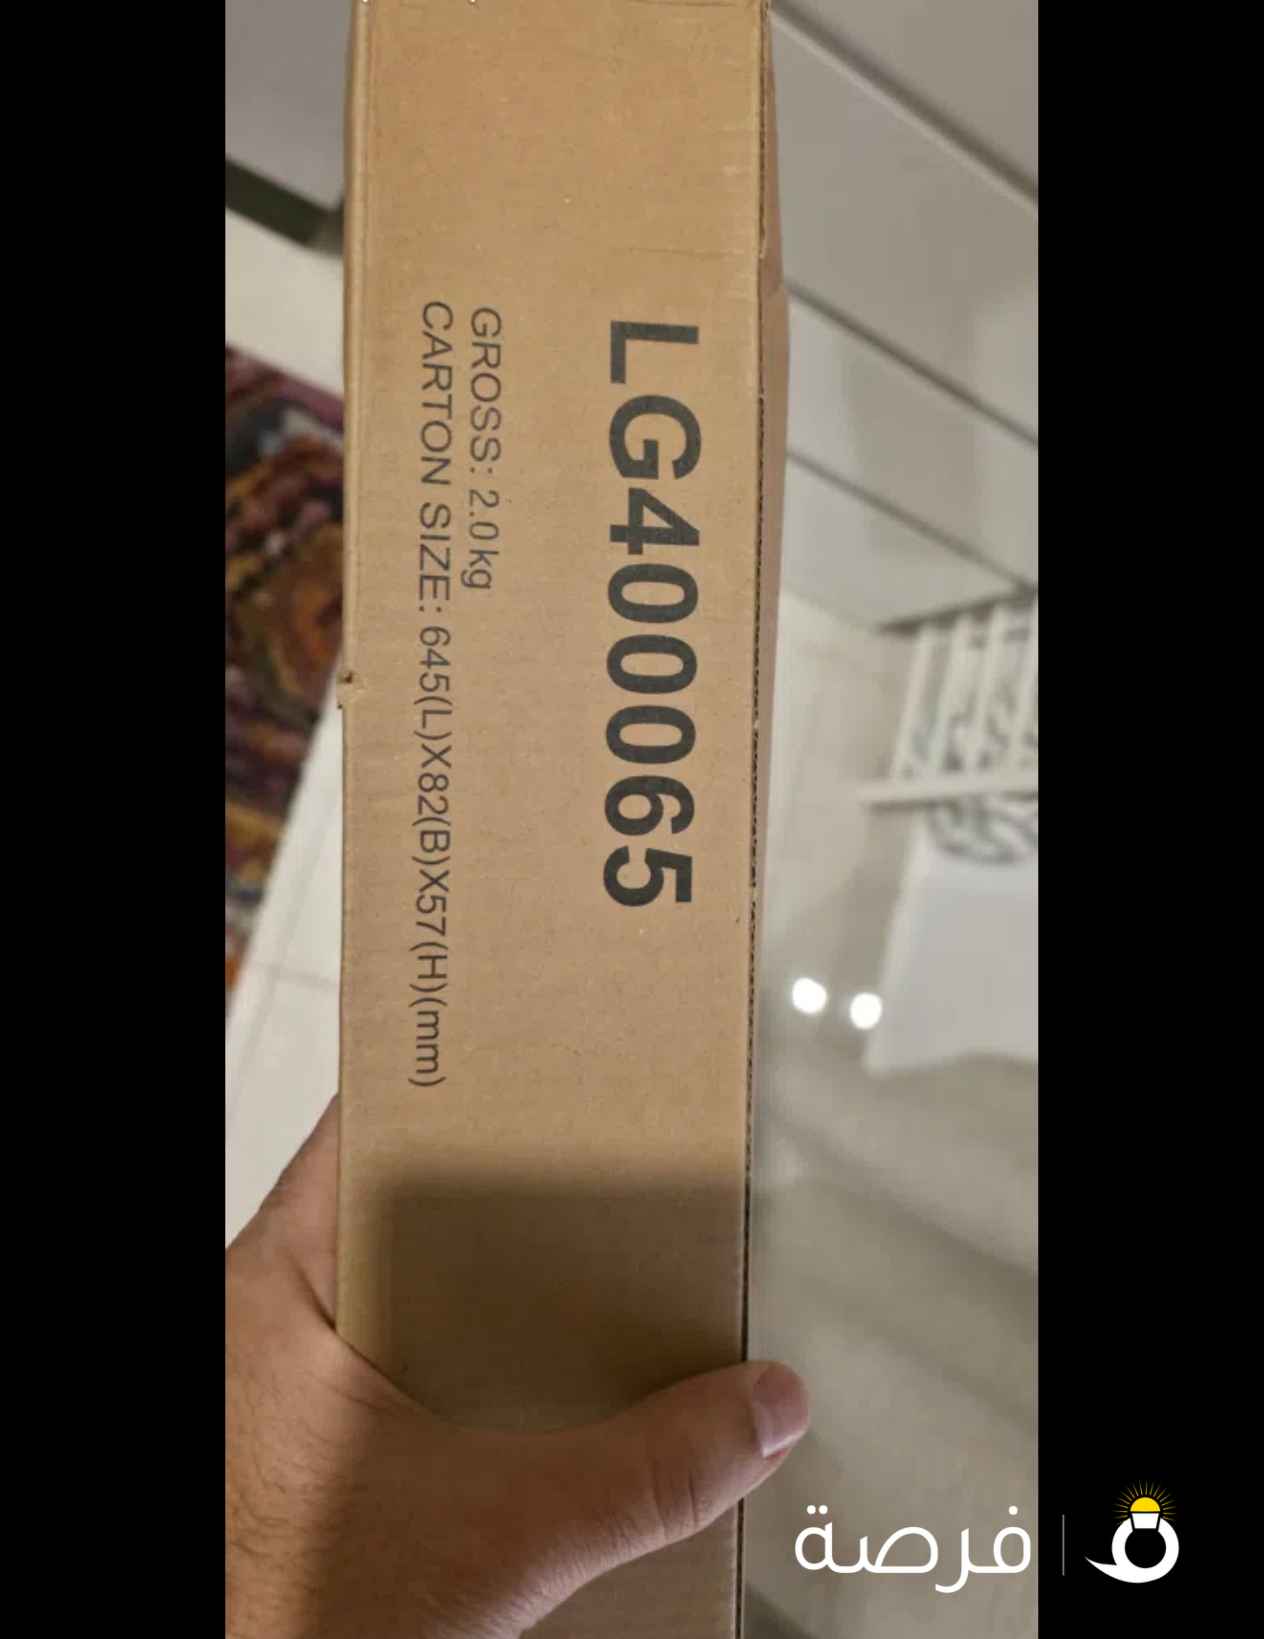 LG400065
GROSS: 2.0kg
CARTON SIZE: 645(L)X82(B)X57(H)(mm)
فرصة